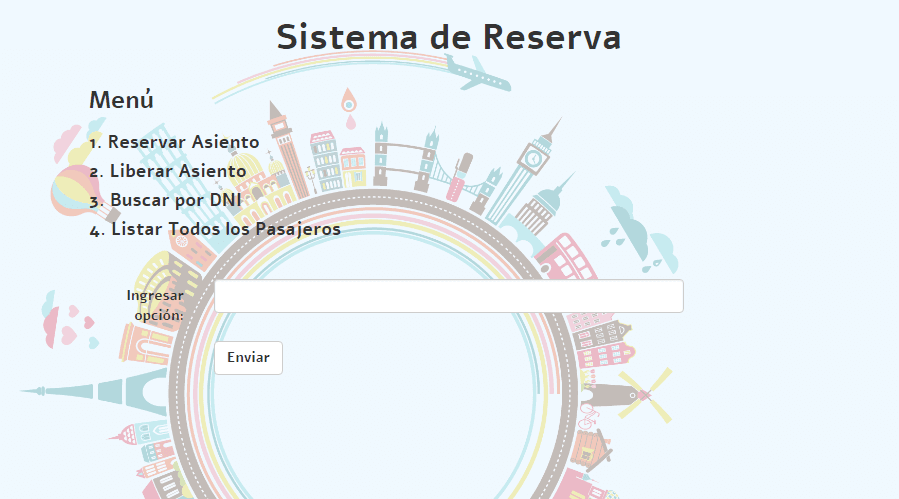 Sistema de Reserva
Menú
1. Reservar Asiento
2. Liberar Asiento
3. Buscar por DNI
4. Listar Todos los Pasajeros
Ingresar
opción:
Enviar